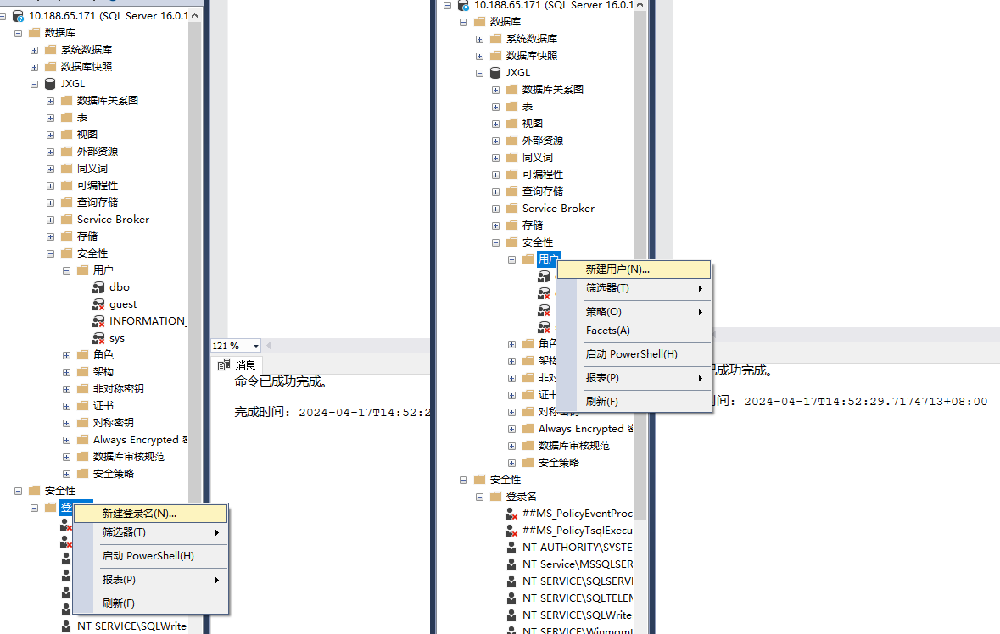 10.188.65.171 (SQL Server 16.0.1
数据库
系统数据库
数据库快照
JXGL
数据库关系图
表
视图
外部资源
同义词
可编程性
查询存储
Service Broker
存储
安全性
用户
dbo
guest
INFORMATION_
sys
角色
架构
非对称密钥
证书
对称密钥
Always Encrypted
数据库审核规范
安全策略
安全性
登
新建登录名(N)...
筛选器(T)
启动 PowerShell(H)
报表(P)
刷新(F)
NT SERVICE\SQLWrite
121 %
消息
命令已成功完成。
完成时间: 2024-04-17T14:52:2
10.188.65.171 (SQL Server 16.0.1
数据库
系统数据库
数据库快照
JXGL
数据库关系图
表
视图
外部资源
同义词
可编程性
查询存储
Service Broker
存储
安全性
用户
新建用户(N)...
筛选器(T)
策略(O)
Facets(A)
启动 PowerShell(H)
报表(P)
刷新(F)
角色
架构
非对
证书
对称密钥
Always Encrypted
数据库审核规范
安全策略
安全性
登录名
##MS_PolicyEventProc
##MS_PolicyTsqlExecu
NT AUTHORITY\SYSTE
NT Service\MSSQLSER
NT SERVICE\SQLSERVI
NT SERVICE\SQLTELEM
NT SERVICE\SQLWrite
NT SERVICE\Winmgmt
已成功完成。
时间: 2024-04-17T14:52:29.7174713+08:00